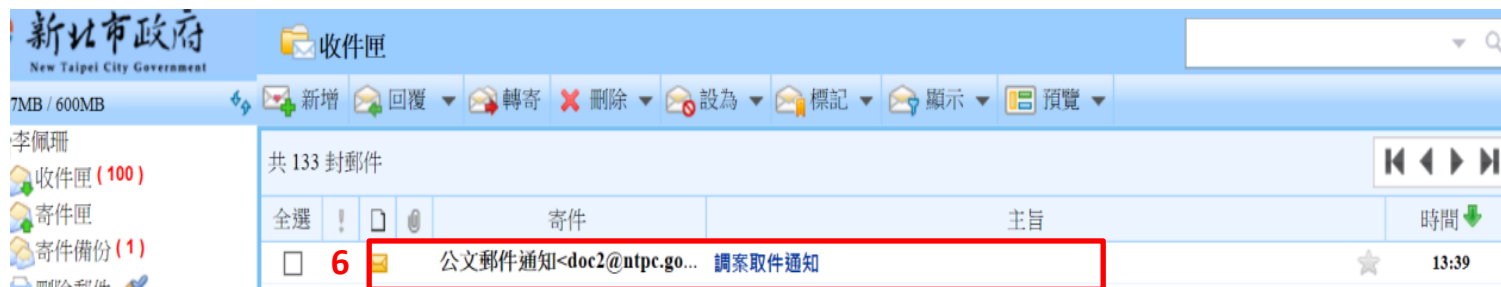 新北市政府
New Taipei City Government
收件匣
7MB / 600MB
新增 回覆 轉寄 刪除 設為 標記 顯示 預覽
李佩珊
收件匣 (100)
寄件匣
寄件備份 (1)
刪除郵件
共 133 封郵件
全選 ! 寄件 主旨 時間
6 公文郵件通知<doc2@ntpc.go... 調案取件通知 13:39